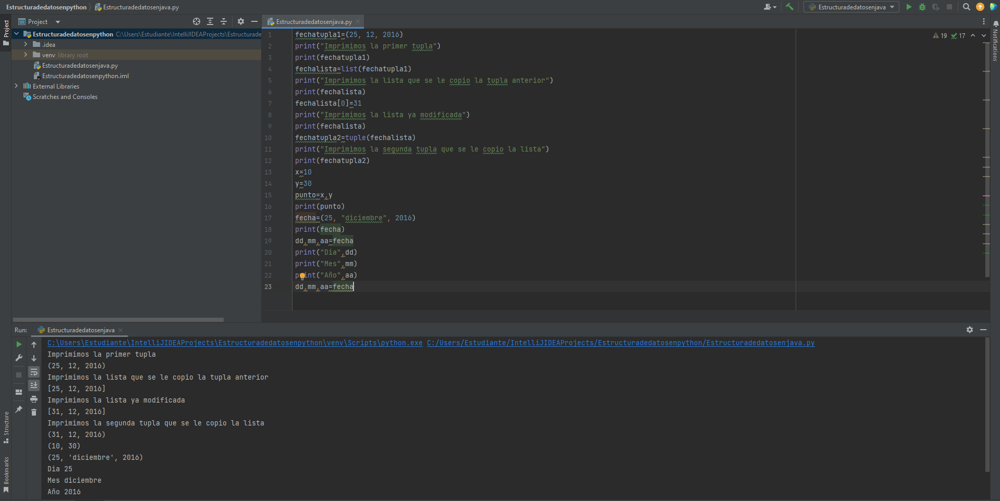 Estructuradedatosenpython
Estructuradedatosenjava.py
Estructuradedatosenjava
Project
Project
Estructuradedatosenpython C:\Users\Estudiante\IntelliJIDEAProjects\Estructurade
.idea
venv library root
Estructuradedatosenjava.py
Estructuradedatosenpython.iml
External Libraries
Scratches and Consoles
Estructuradedatosenjava.py
19 17
Notifications
1 fechatupla1=(25, 12, 2016)
2 print("Imprimimos la primer tupla")
3 print(fechatupla1)
4 fechalista=list(fechatupla1)
5 print("Imprimimos la lista que se le copio la tupla anterior")
6 print(fechalista)
7 fechalista[0]=31
8 print("Imprimimos la lista ya modificada")
9 print(fechalista)
10 fechatupla2=tuple(fechalista)
11 print("Imprimimos la segunda tupla que se le copio la lista")
12 print(fechatupla2)
13 x=10
14 y=30
15 punto=x,y
16 print(punto)
17 fecha=(25, "diciembre", 2016)
18 print(fecha)
19 dd,mm,aa=fecha
20 print("Dia",dd)
21 print("Mes",mm)
22 print("Año",aa)
23 dd,mm,aa=fecha
Run: Estructuradedatosenjava
C:\Users\Estudiante\IntelliJIDEAProjects\Estructuradedatosenpython\venv\Scripts\python.exe C:/Users/Estudiante/IntelliJIDEAProjects/Estructuradedatosenpython/Estructuradedatosenjava.py
Imprimimos la primer tupla
(25, 12, 2016)
Imprimimos la lista que se le copio la tupla anterior
[25, 12, 2016]
Imprimimos la lista ya modificada
[31, 12, 2016]
Imprimimos la segunda tupla que se le copio la lista
(31, 12, 2016)
(10, 30)
(25, 'diciembre', 2016)
Dia 25
Mes diciembre
Año 2016
Structure
Bookmarks